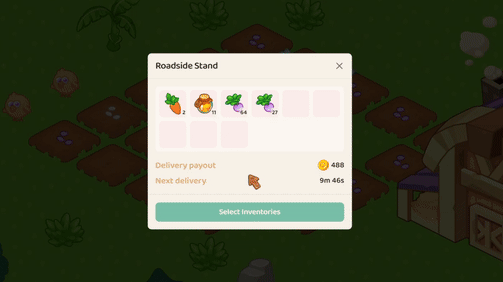 Roadside Stand
2
11
64
27
Delivery payout 488
Next delivery 9m 46s
Select Inventories